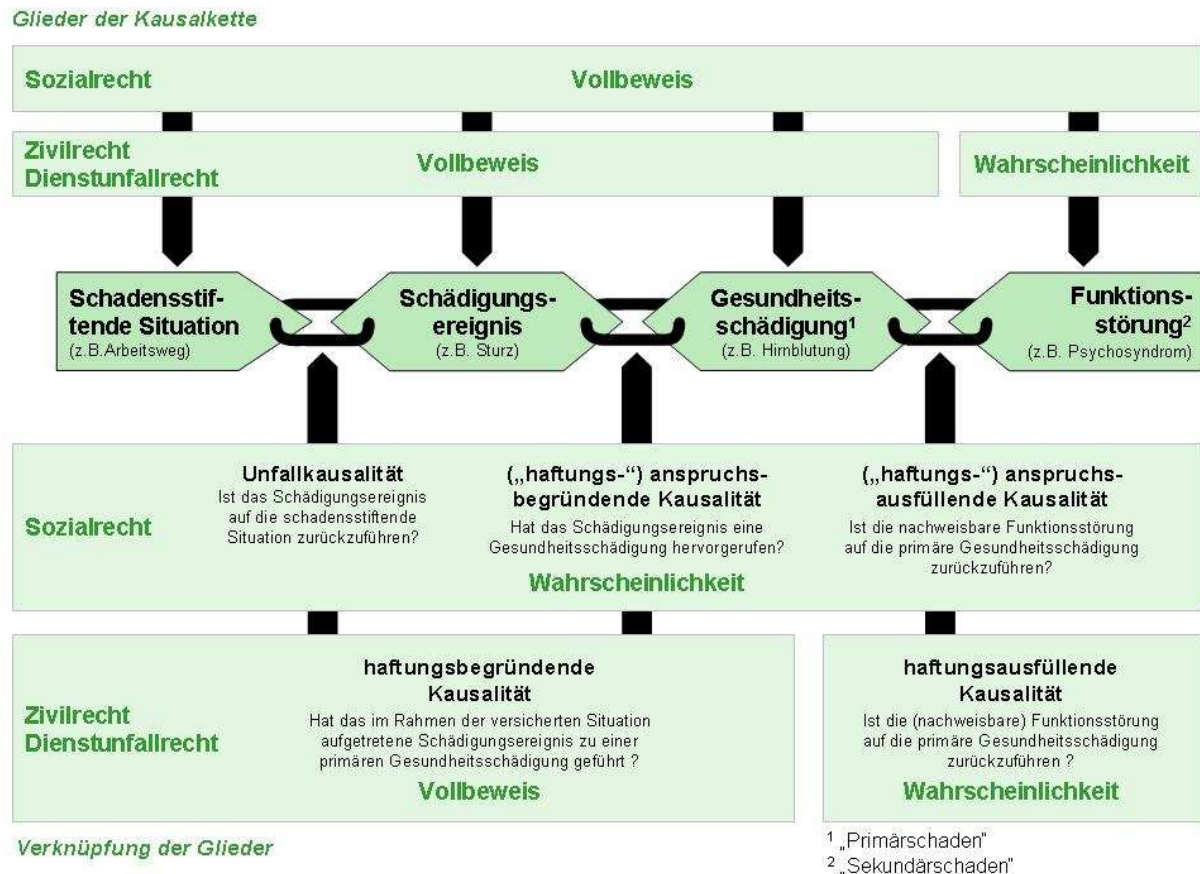 Glieder der Kausalkette
Sozialrecht
Vollbeweis
Zivilrecht
Dienstunfallrecht
Vollbeweis
Wahrscheinlichkeit
Schadensstif-
tende Situation
(z.B.Arbeitsweg)
Schädigungs-
ereignis
(z.B. Sturz)
Gesundheits-
schädigung¹
(z.B. Hirnblutung)
Funktions-
störung²
(z.B. Psychosyndrom)
Sozialrecht
Unfallkausalität
Ist das Schädigungsereignis
auf die schadensstiftende
Situation zurückzuführen?
(„haftungs-“) anspruchs-
begründende Kausalität
Hat das Schädigungsereignis eine
Gesundheitsschädigung hervorgerufen?
(„haftungs-“) anspruchs-
ausfüllende Kausalität
Ist die nachweisbare Funktionsstörung
auf die primäre Gesundheitsschädigung
zurückzuführen?
Wahrscheinlichkeit
Zivilrecht
Dienstunfallrecht
haftungsbegründende
Kausalität
Hat das im Rahmen der versicherten Situation
aufgetretene Schädigungsereignis zu einer
primären Gesundheitsschädigung geführt ?
Vollbeweis
haftungsausfüllende
Kausalität
Ist die (nachweisbare) Funktionsstörung
auf die primäre Gesundheitsschädigung
zurückzuführen ?
Wahrscheinlichkeit
Verknüpfung der Glieder
¹ „Primärschaden“
² „Sekundärschaden“